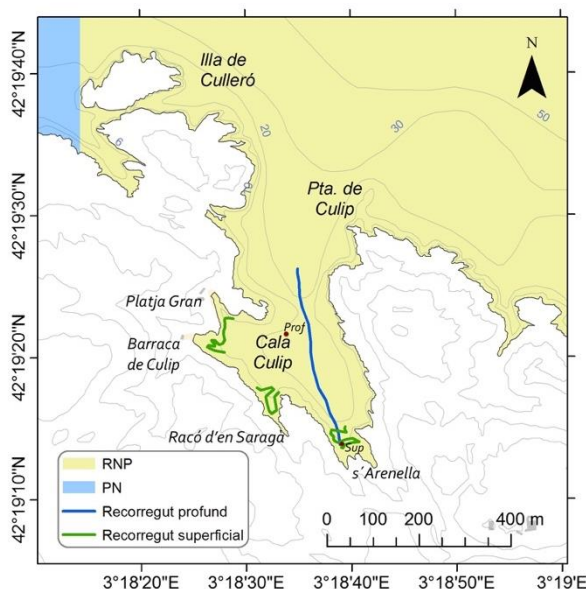 42°19'40"N
42°19'30"N
42°19'20"N
42°19'10"N
Illa de
Culleró
N
50
30
20
10
6
Pta. de
Culip
Platja Gran
Barraca
de Culip
Prof
Cala
Culip
Racó d'en Saragà
Sup
s´Arenella
RNP
PN
Recorregut profund
Recorregut superficial
0 100 200 400 m
3°18'20"E 3°18'30"E 3°18'40"E 3°18'50"E 3°19'E